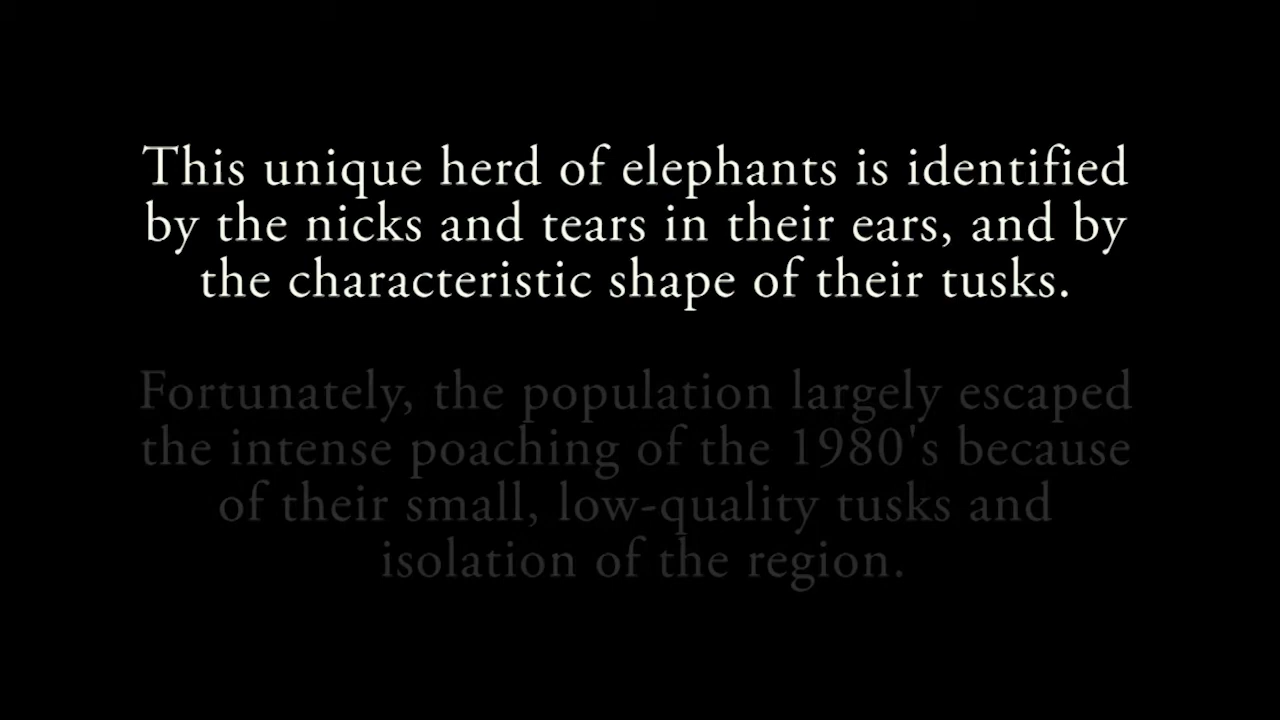 This unique herd of elephants is identified
by the nicks and tears in their ears, and by
the characteristic shape of their tusks.
Fortunately, the population largely escaped
the intense poaching of the 1980's because
of their small, low-quality tusks and
isolation of the region.